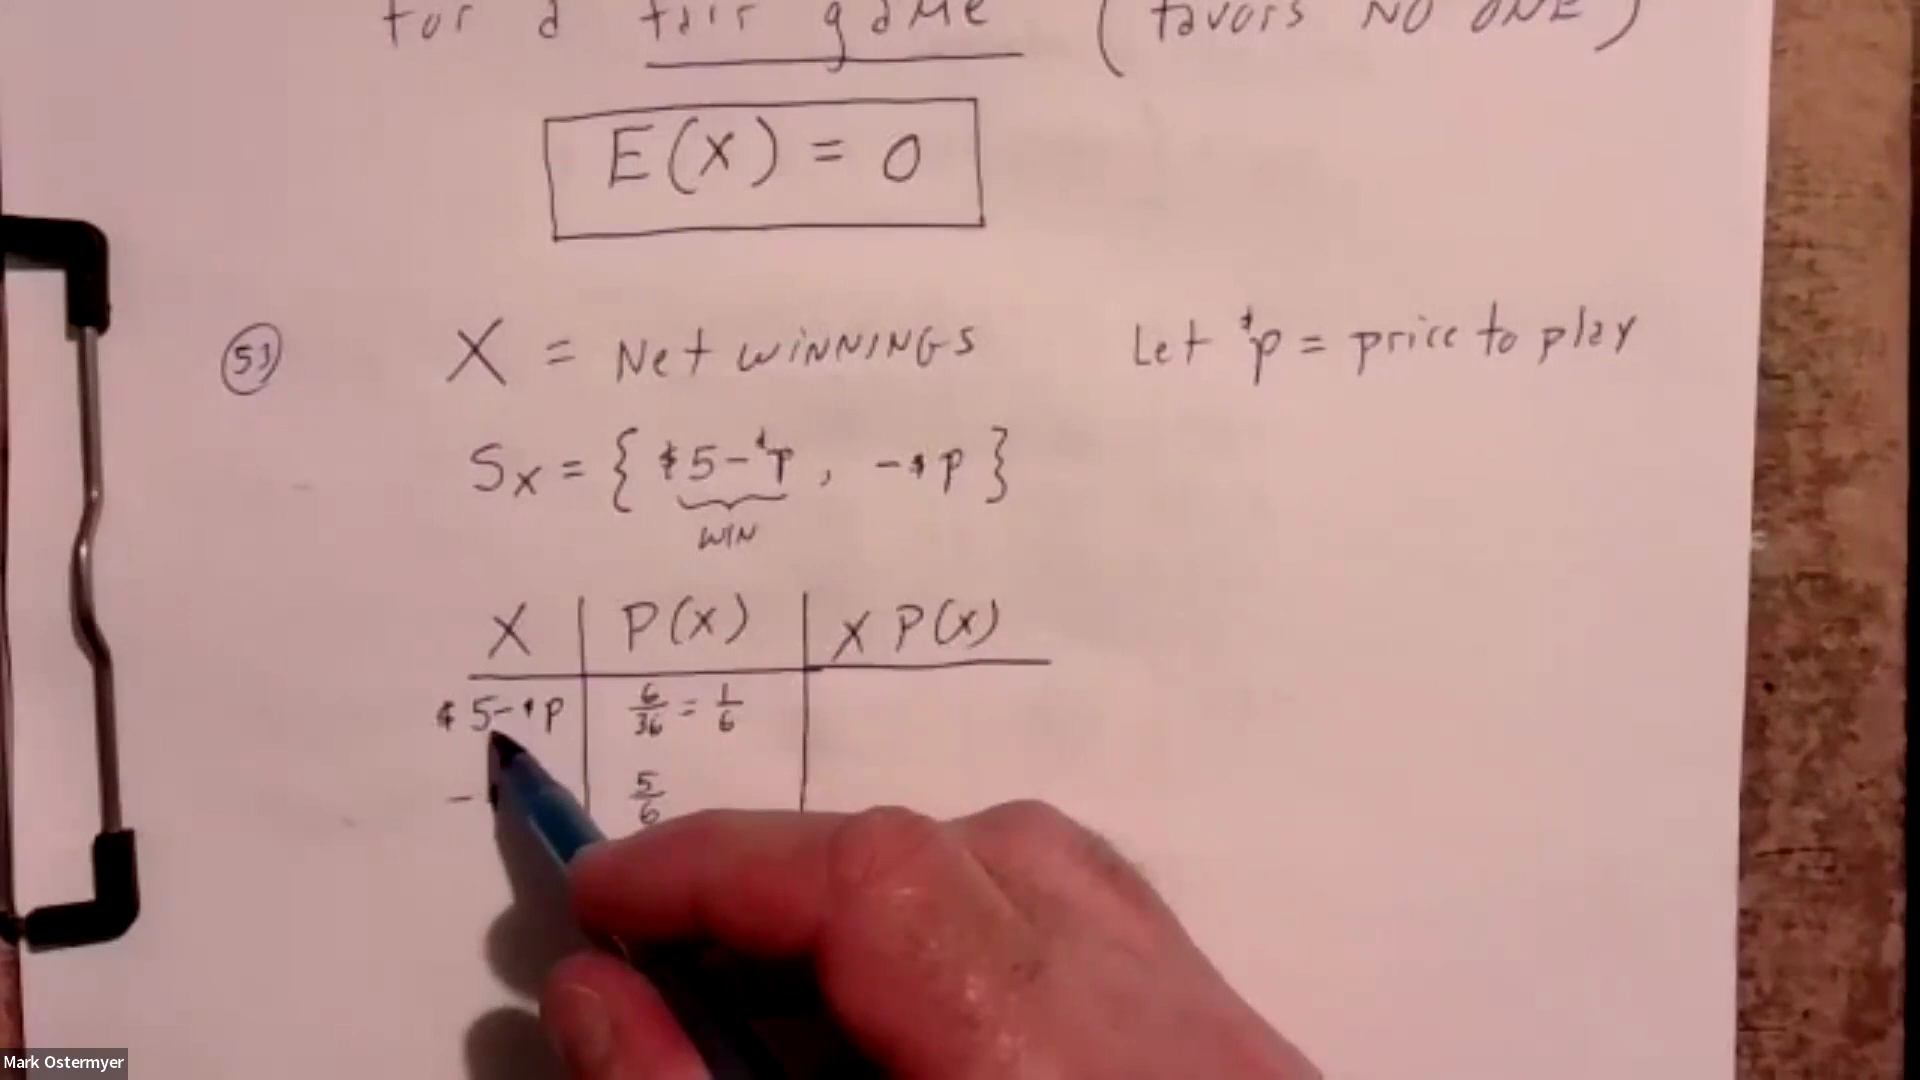 for a fair game (favors NO ONE)
E(X) = 0
53 X = Net WINNINGS Let $p = price to play
Sx = { $5-$p, -$p }
WIN
X P(X) X P(X)
$5-$p 6/36 = 1/6
- 5/6
Mark Ostermyer